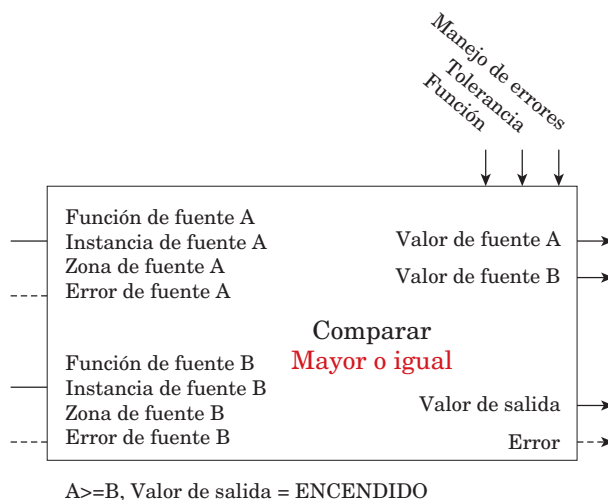 Manejo de errores
Tolerancia
Función
Función de fuente A
Instancia de fuente A
Zona de fuente A
Error de fuente A
Valor de fuente A
Valor de fuente B
Comparar
Mayor o igual
Función de fuente B
Instancia de fuente B
Zona de fuente B
Error de fuente B
Valor de salida
Error
A>=B, Valor de salida = ENCENDIDO